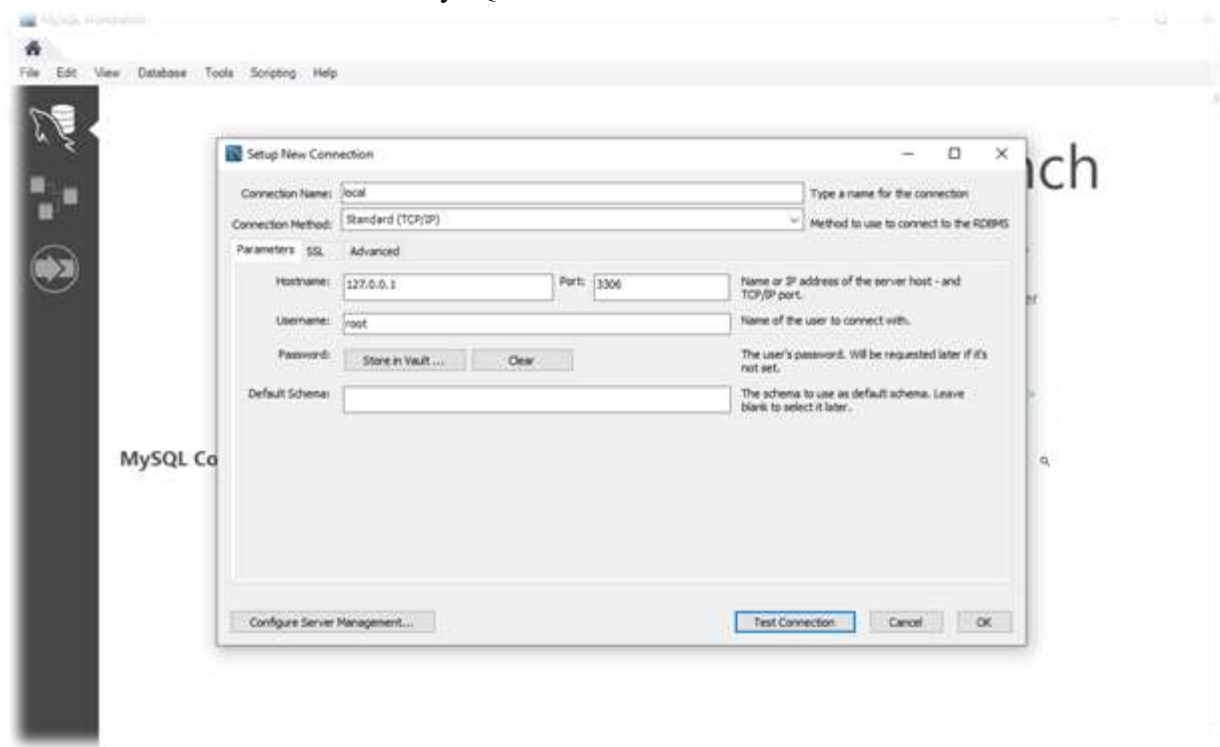 MySQL Workbench
File Edit View Database Tools Scripting Help
nch
Setup New Connection
Connection Name: local Type a name for the connection
Connection Method: Standard (TCP/IP) Method to use to connect to the RDBMS
Parameters SSL Advanced
Hostname: 127.0.0.1 Port: 3306 Name or IP address of the server host - and
TCP/IP port.
er
Username: root Name of the user to connect with.
Password: Store in Vault ... Clear The user's password. Will be requested later if it's
not set.
Default Schema: The schema to use as default schema. Leave
blank to select it later.
MySQL Co
Configure Server Management... Test Connection Cancel OK